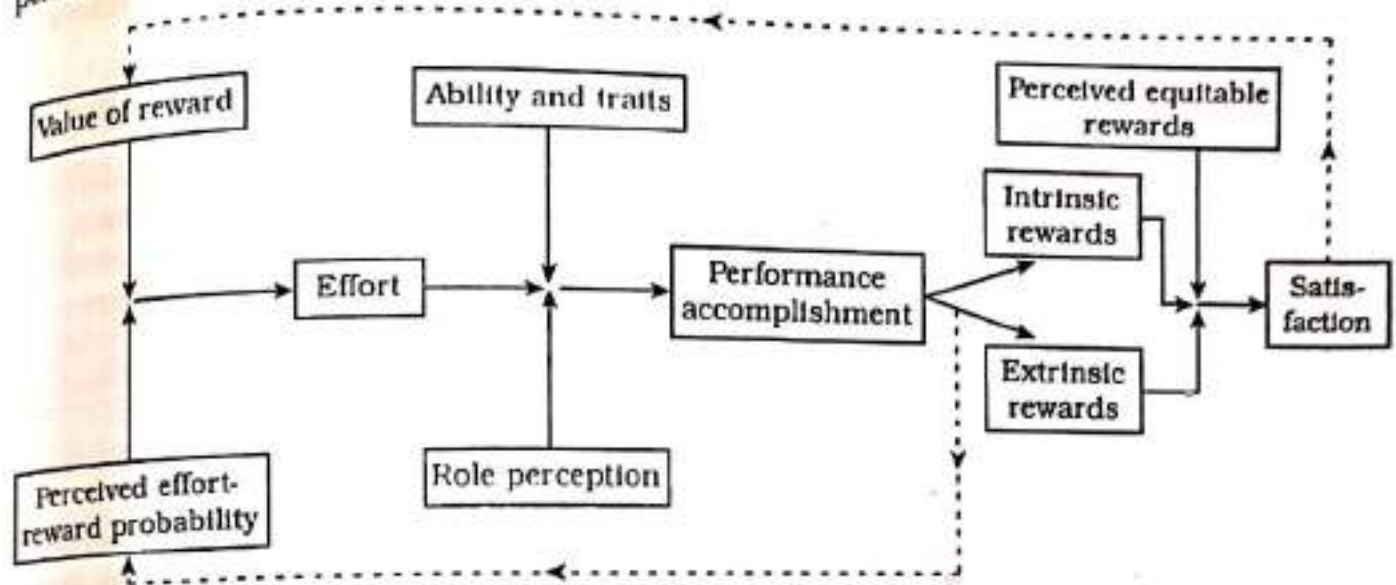 Value of reward
Ability and traits
Perceived equitable
rewards
Intrinsic
rewards
Effort
Performance
accomplishment
Satis-
faction
Extrinsic
rewards
Role perception
Perceived effort-
reward probability